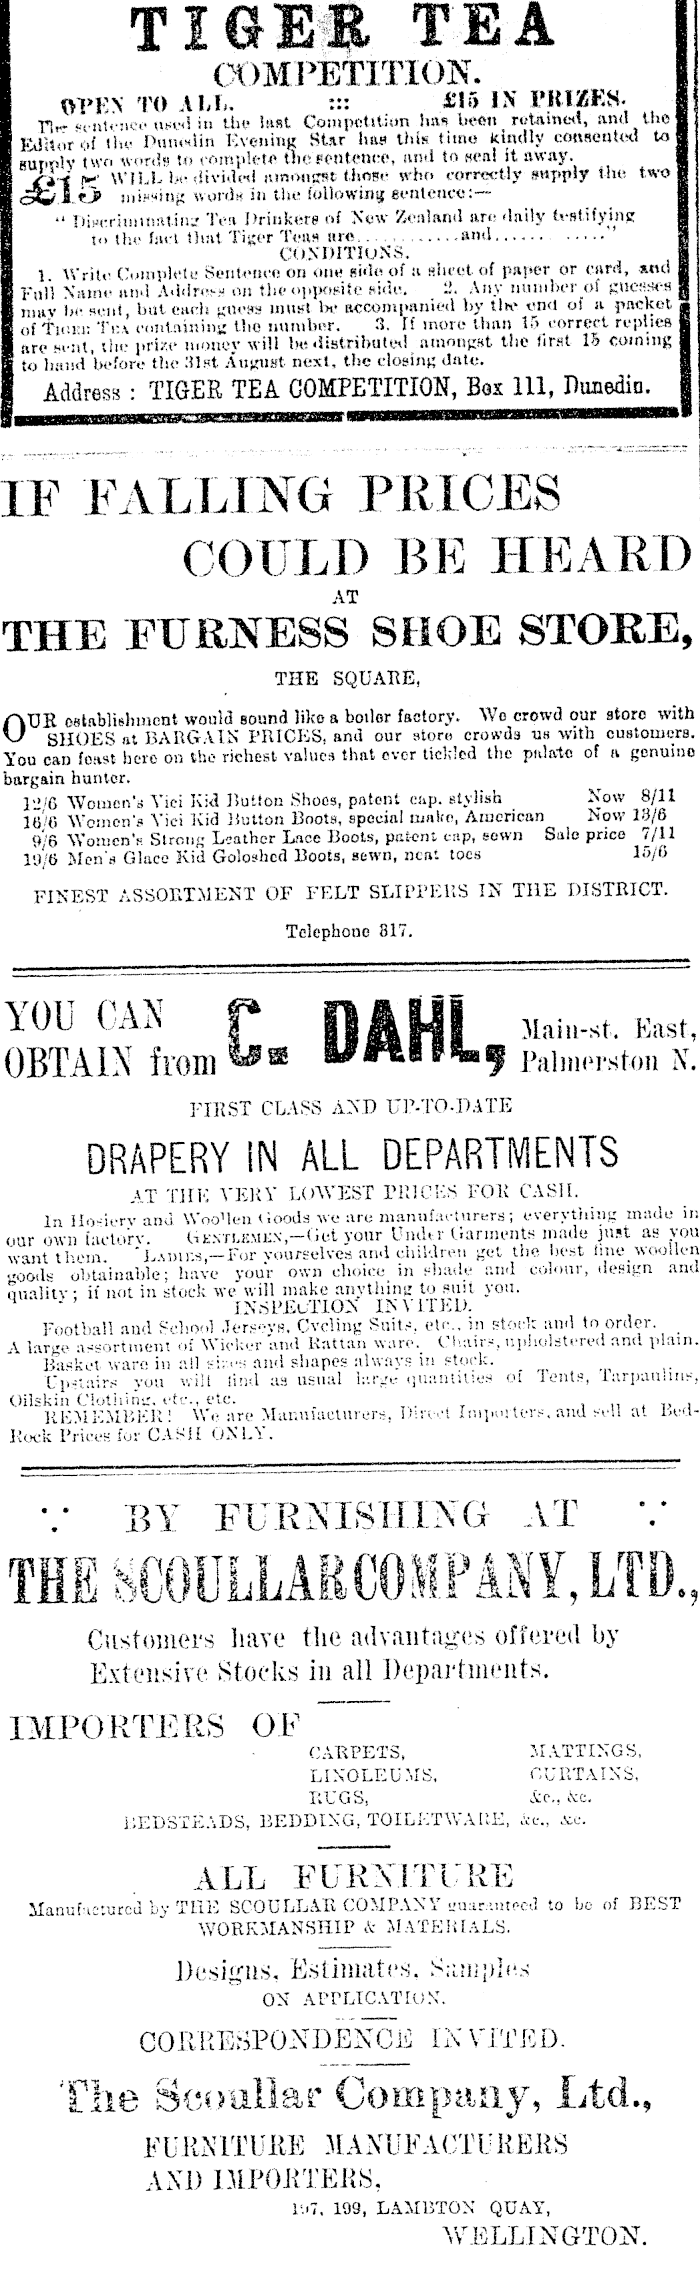 TIGER TEA
COMPETITION.
OPEN TO ALL. ::: £15 IN PRIZES.
The sentence used in the last Competition has been retained, and the
Editor of the Dunedin Evening Star has this time kindly consented to
supply two words to complete the sentence, and to seal it away.
£15 WILL be divided amongst those who correctly supply the two
missing words in the following sentence:—
"Discriminating Tea Drinkers of New Zealand are daily testifying
to the fact that Tiger Teas are............and............"
CONDITIONS.
1. Write Complete Sentence on one side of a sheet of paper or card, and
Full Name and Address on the opposite side. 2. Any number of guesses
may be sent, but each guess must be accompanied by the end of a packet
of TIGER TEA containing the number. 3. If more than 15 correct replies
are sent, the prize money will be distributed amongst the first 15 coming
to hand before the 31st August next, the closing date.
Address : TIGER TEA COMPETITION, Box 111, Dunedin.
IF FALLING PRICES
COULD BE HEARD
AT
THE FURNESS SHOE STORE,
THE SQUARE,
OUR establishment would sound like a boiler factory. We crowd our store with
SHOES at BARGAIN PRICES, and our store crowds us with customers.
You can feast here on the richest values that ever tickled the palate of a genuine
bargain hunter.
12/6 Women's Vici Kid Button Shoes, patent cap. stylish Now 8/11
16/6 Women's Vici Kid Button Boots, special make, American Now 13/6
9/6 Women's Strong Leather Lace Boots, patent cap, sewn Sale price 7/11
19/6 Men's Glace Kid Goloshed Boots, sewn, neat toes 15/6
FINEST ASSORTMENT OF FELT SLIPPERS IN THE DISTRICT.
Telephone 317.
YOU CAN
OBTAIN from C. DAHL, Main-st. East,
Palmerston N.
FIRST CLASS AND UP-TO-DATE
DRAPERY IN ALL DEPARTMENTS
AT THE VERY LOWEST PRICES FOR CASH.
In Hosiery and Woollen Goods we are manufacturers; everything made in
our own factory. GENTLEMEN,—Get your Under Garments made just as you
want them. LADIES,—For yourselves and children get the best fine woollen
goods obtainable; have your own choice in shade and colour, design and
quality; if not in stock we will make anything to suit you.
INSPECTION INVITED.
Football and School Jerseys, Cycling Suits, etc., in stock and to order.
A large assortment of Wicker and Rattan ware. Chairs, upholstered and plain.
Basket ware in all sizes and shapes always in stock.
Upstairs you will find as usual large quantities of Tents, Tarpaulins,
Oilskin Clothing, etc., etc.
REMEMBER! We are Manufacturers, Direct Importers, and sell at Bed-
Rock Prices for CASH ONLY.
∵ BY FURNISHING AT ∵
THE SCOULLAR COMPANY, LTD.,
Customers have the advantages offered by
Extensive Stocks in all Departments.
IMPORTERS OF
CARPETS, MATTINGS,
LINOLEUMS, CURTAINS,
RUGS, &c., &c.
BEDSTEADS, BEDDING, TOILETWARE, &c., &c.
ALL FURNITURE
Manufactured by THE SCOULLAR COMPANY guaranteed to be of BEST
WORKMANSHIP & MATERIALS.
Designs, Estimates, Samples
ON APPLICATION.
CORRESPONDENCE INVITED.
The Scoullar Company, Ltd.,
FURNITURE MANUFACTURERS
AND IMPORTERS,
197, 199, LAMBTON QUAY,
WELLINGTON.